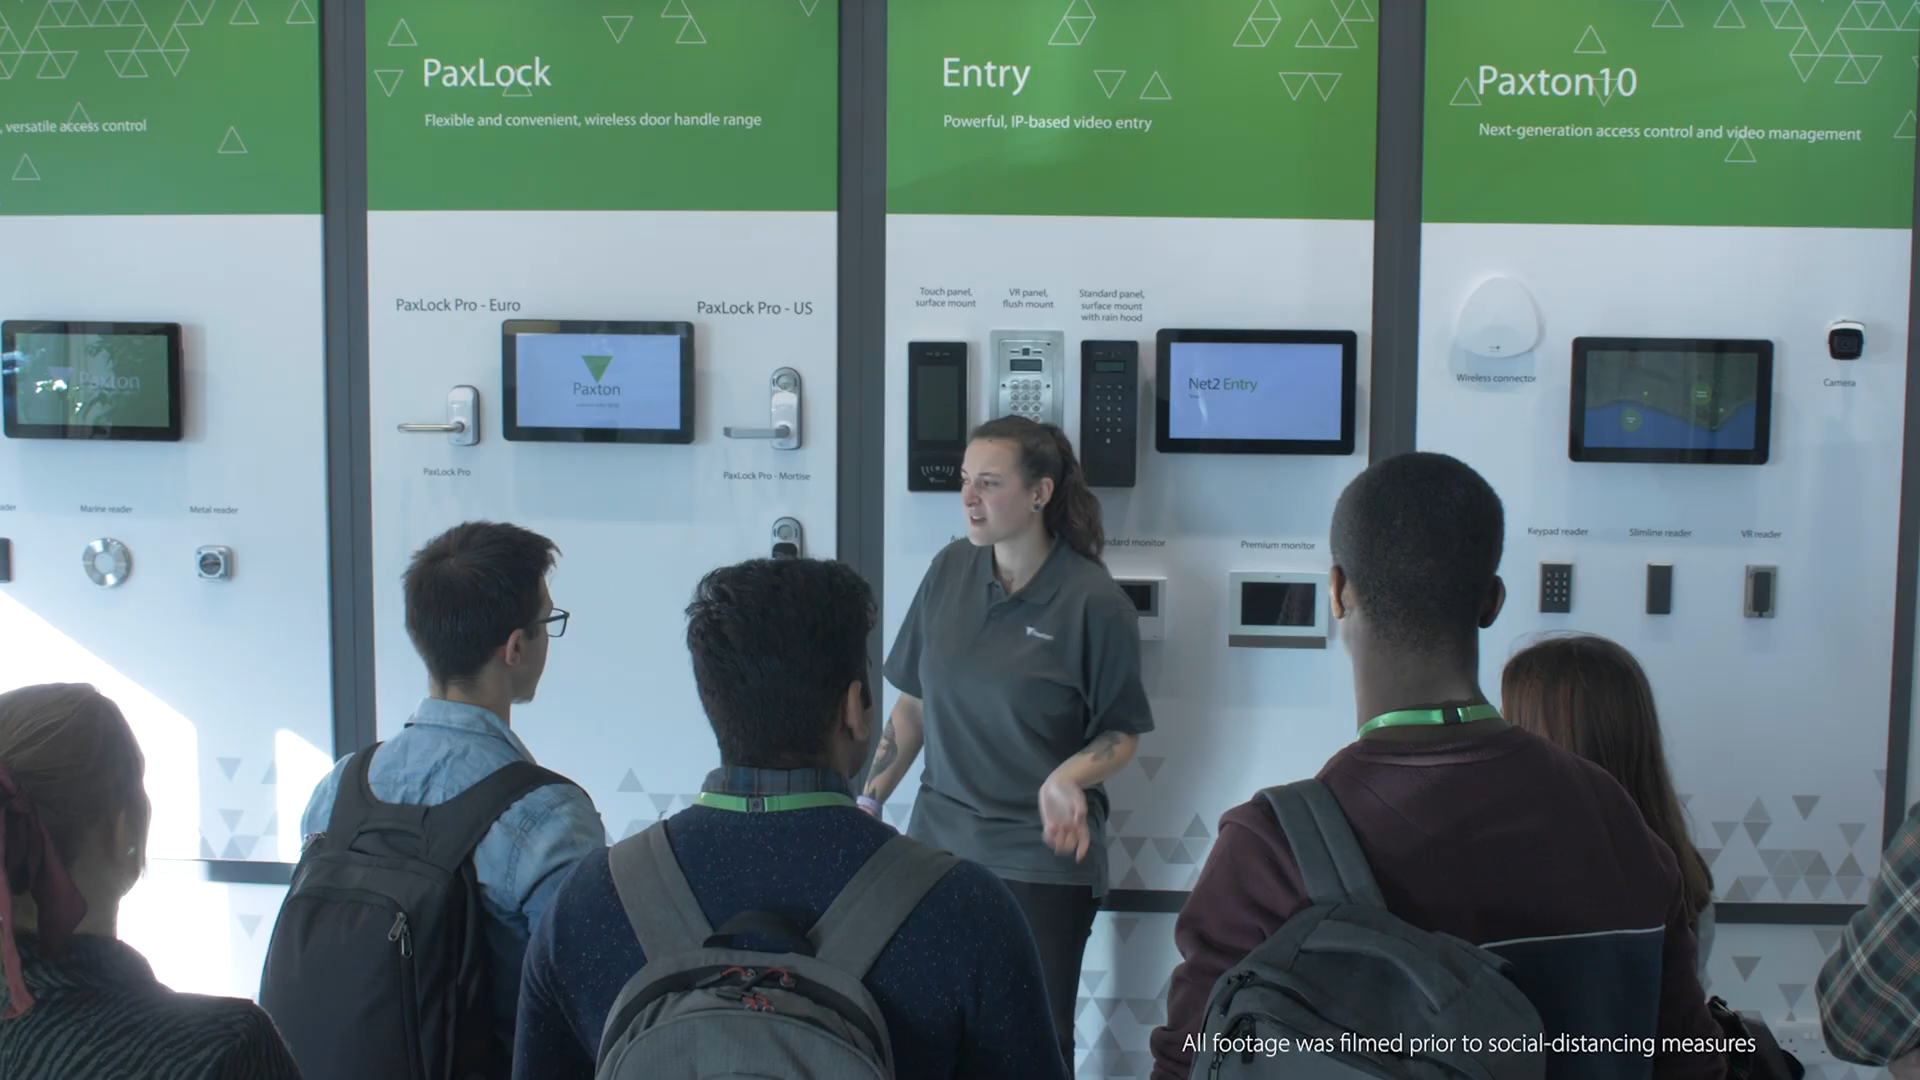 , versatile access control
PaxLock
Flexible and convenient, wireless door handle range
Entry
Powerful, IP-based video entry
Paxton10
Next-generation access control and video management
PaxLock Pro - Euro
PaxLock Pro - US
Touch panel,
surface mount
VR panel,
flush mount
Standard panel,
surface mount
with rain hood
Paxton
Paxton
Net2 Entry
Wireless connector
Camera
PaxLock Pro
PaxLock Pro - Mortise
Marine reader
Metal reader
monitor
Premium monitor
Keypad reader
Slimline reader
VR reader
All footage was filmed prior to social-distancing measures